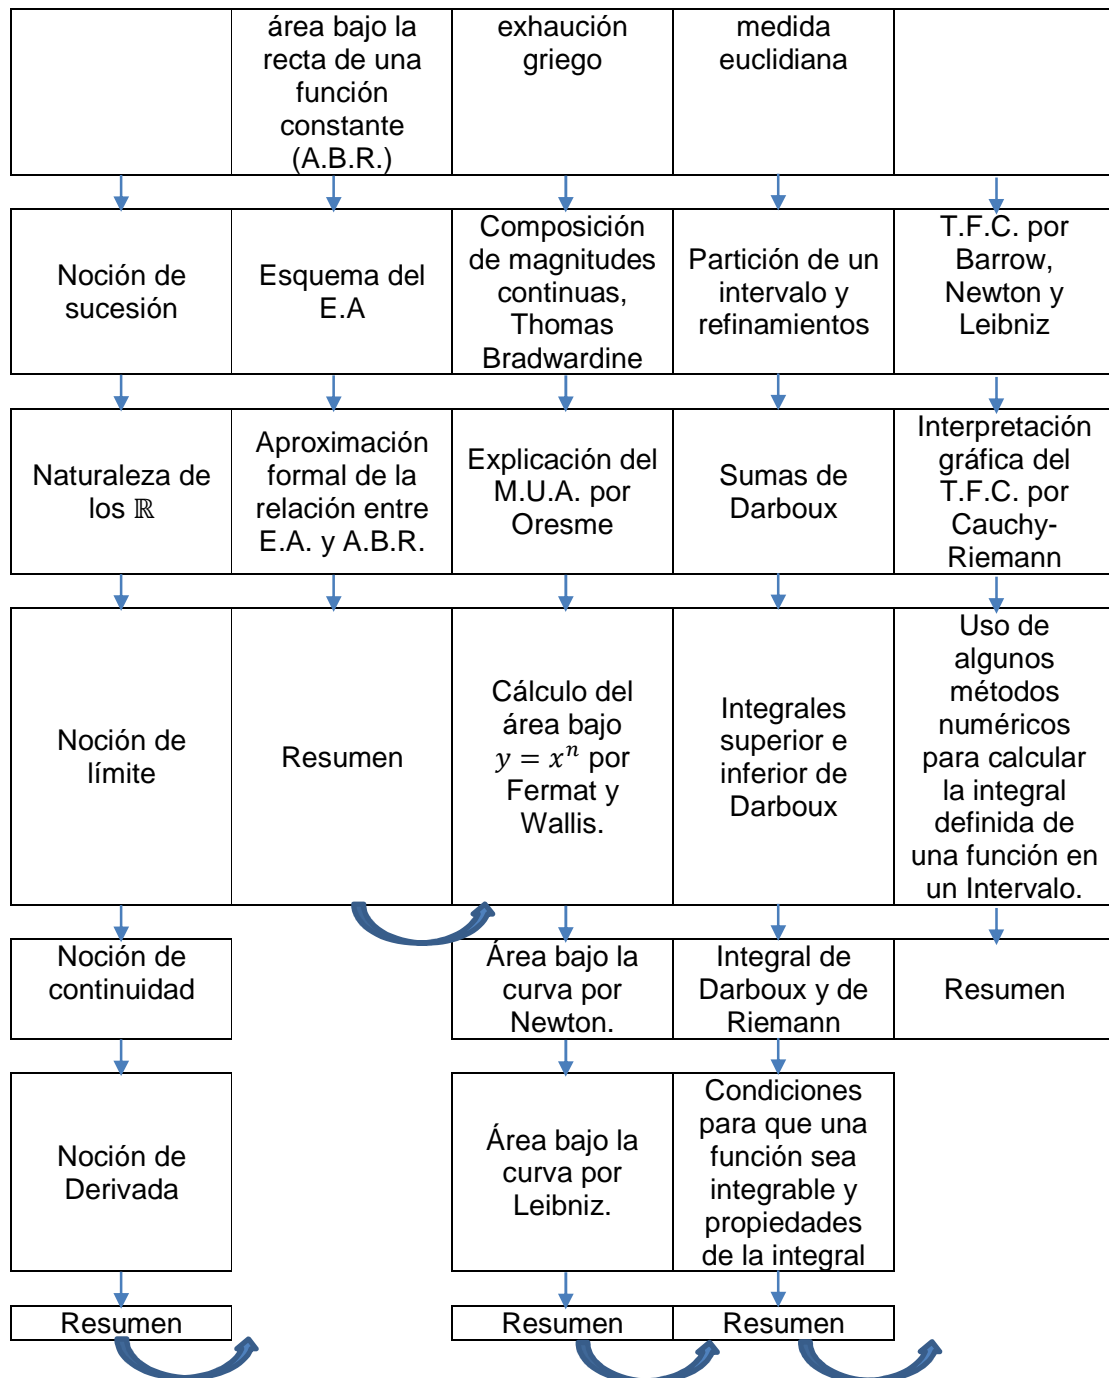 área bajo la
recta de una
función
constante
(A.B.R.)
exhaución
griego
medida
euclidiana
Noción de
sucesión
Esquema del
E.A
Composición
de magnitudes
continuas,
Thomas
Bradwardine
Partición de un
intervalo y
refinamientos
T.F.C. por
Barrow,
Newton y
Leibniz
Naturaleza de
los ℝ
Aproximación
formal de la
relación entre
E.A. y A.B.R.
Explicación del
M.U.A. por
Oresme
Sumas de
Darboux
Interpretación
gráfica del
T.F.C. por
Cauchy-
Riemann
Noción de
límite
Resumen
Cálculo del
área bajo
$y = x^n$ por
Fermat y
Wallis.
Integrales
superior e
inferior de
Darboux
Uso de
algunos
métodos
numéricos
para calcular
la integral
definida de
una función en
un Intervalo.
Noción de
continuidad
Área bajo la
curva por
Newton.
Integral de
Darboux y de
Riemann
Resumen
Noción de
Derivada
Área bajo la
curva por
Leibniz.
Condiciones
para que una
función sea
integrable y
propiedades
de la integral
Resumen
Resumen
Resumen